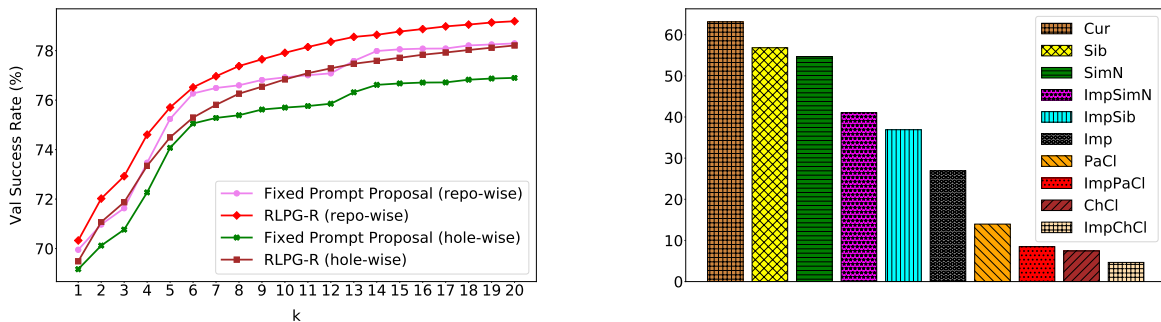 Val Success Rate (%)
78
76
74
72
70
1 2 3 4 5 6 7 8 9 10 11 12 13 14 15 16 17 18 19 20
k
Fixed Prompt Proposal (repo-wise)
RLPG-R (repo-wise)
Fixed Prompt Proposal (hole-wise)
RLPG-R (hole-wise)
60
50
40
30
20
10
0
Cur
Sib
SimN
ImpSimN
ImpSib
Imp
PaCl
ImpPaCl
ChCl
ImpChCl